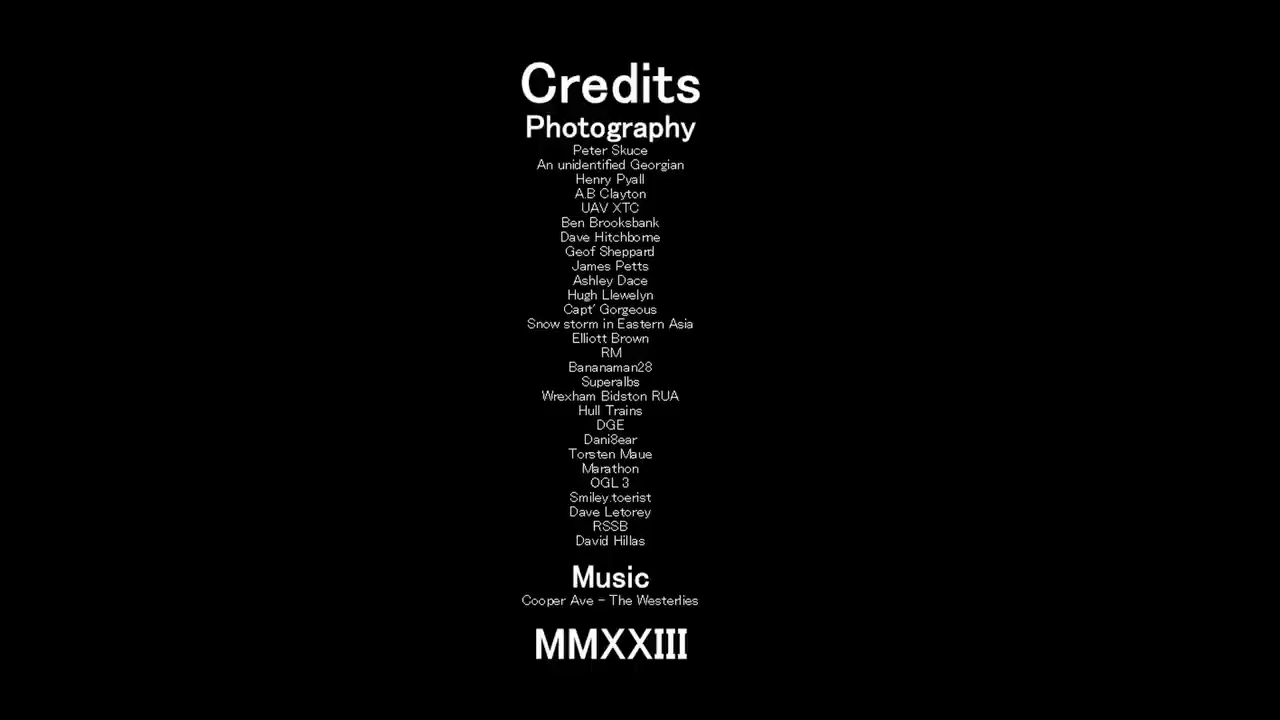 Credits
Photography
Peter Skuce
An unidentified Georgian
Henry Pyall
A.B Clayton
UAV XTC
Ben Brooksbank
Dave Hitchborne
Geof Sheppard
James Petts
Ashley Dace
Hugh Llewelyn
Capt' Gorgeous
Snow storm in Eastern Asia
Elliott Brown
RM
Bananaman28
Superalbs
Wrexham Bidston RUA
Hull Trains
DGE
Dani8ear
Torsten Maue
Marathon
OGL 3
Smiley.toerist
Dave Letorey
RSSB
David Hillas
Music
Cooper Ave - The Westerlies
MMXXIII